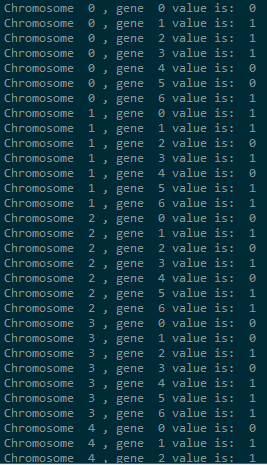 Chromosome  0 , gene  0 value is:  0
Chromosome  0 , gene  1 value is:  1
Chromosome  0 , gene  2 value is:  1
Chromosome  0 , gene  3 value is:  1
Chromosome  0 , gene  4 value is:  0
Chromosome  0 , gene  5 value is:  0
Chromosome  0 , gene  6 value is:  1
Chromosome  1 , gene  0 value is:  1
Chromosome  1 , gene  1 value is:  1
Chromosome  1 , gene  2 value is:  0
Chromosome  1 , gene  3 value is:  1
Chromosome  1 , gene  4 value is:  0
Chromosome  1 , gene  5 value is:  1
Chromosome  1 , gene  6 value is:  1
Chromosome  2 , gene  0 value is:  0
Chromosome  2 , gene  1 value is:  1
Chromosome  2 , gene  2 value is:  0
Chromosome  2 , gene  3 value is:  1
Chromosome  2 , gene  4 value is:  0
Chromosome  2 , gene  5 value is:  1
Chromosome  2 , gene  6 value is:  1
Chromosome  3 , gene  0 value is:  0
Chromosome  3 , gene  1 value is:  0
Chromosome  3 , gene  2 value is:  1
Chromosome  3 , gene  3 value is:  0
Chromosome  3 , gene  4 value is:  1
Chromosome  3 , gene  5 value is:  1
Chromosome  3 , gene  6 value is:  1
Chromosome  4 , gene  0 value is:  0
Chromosome  4 , gene  1 value is:  1
Chromosome  4 , gene  2 value is:  1